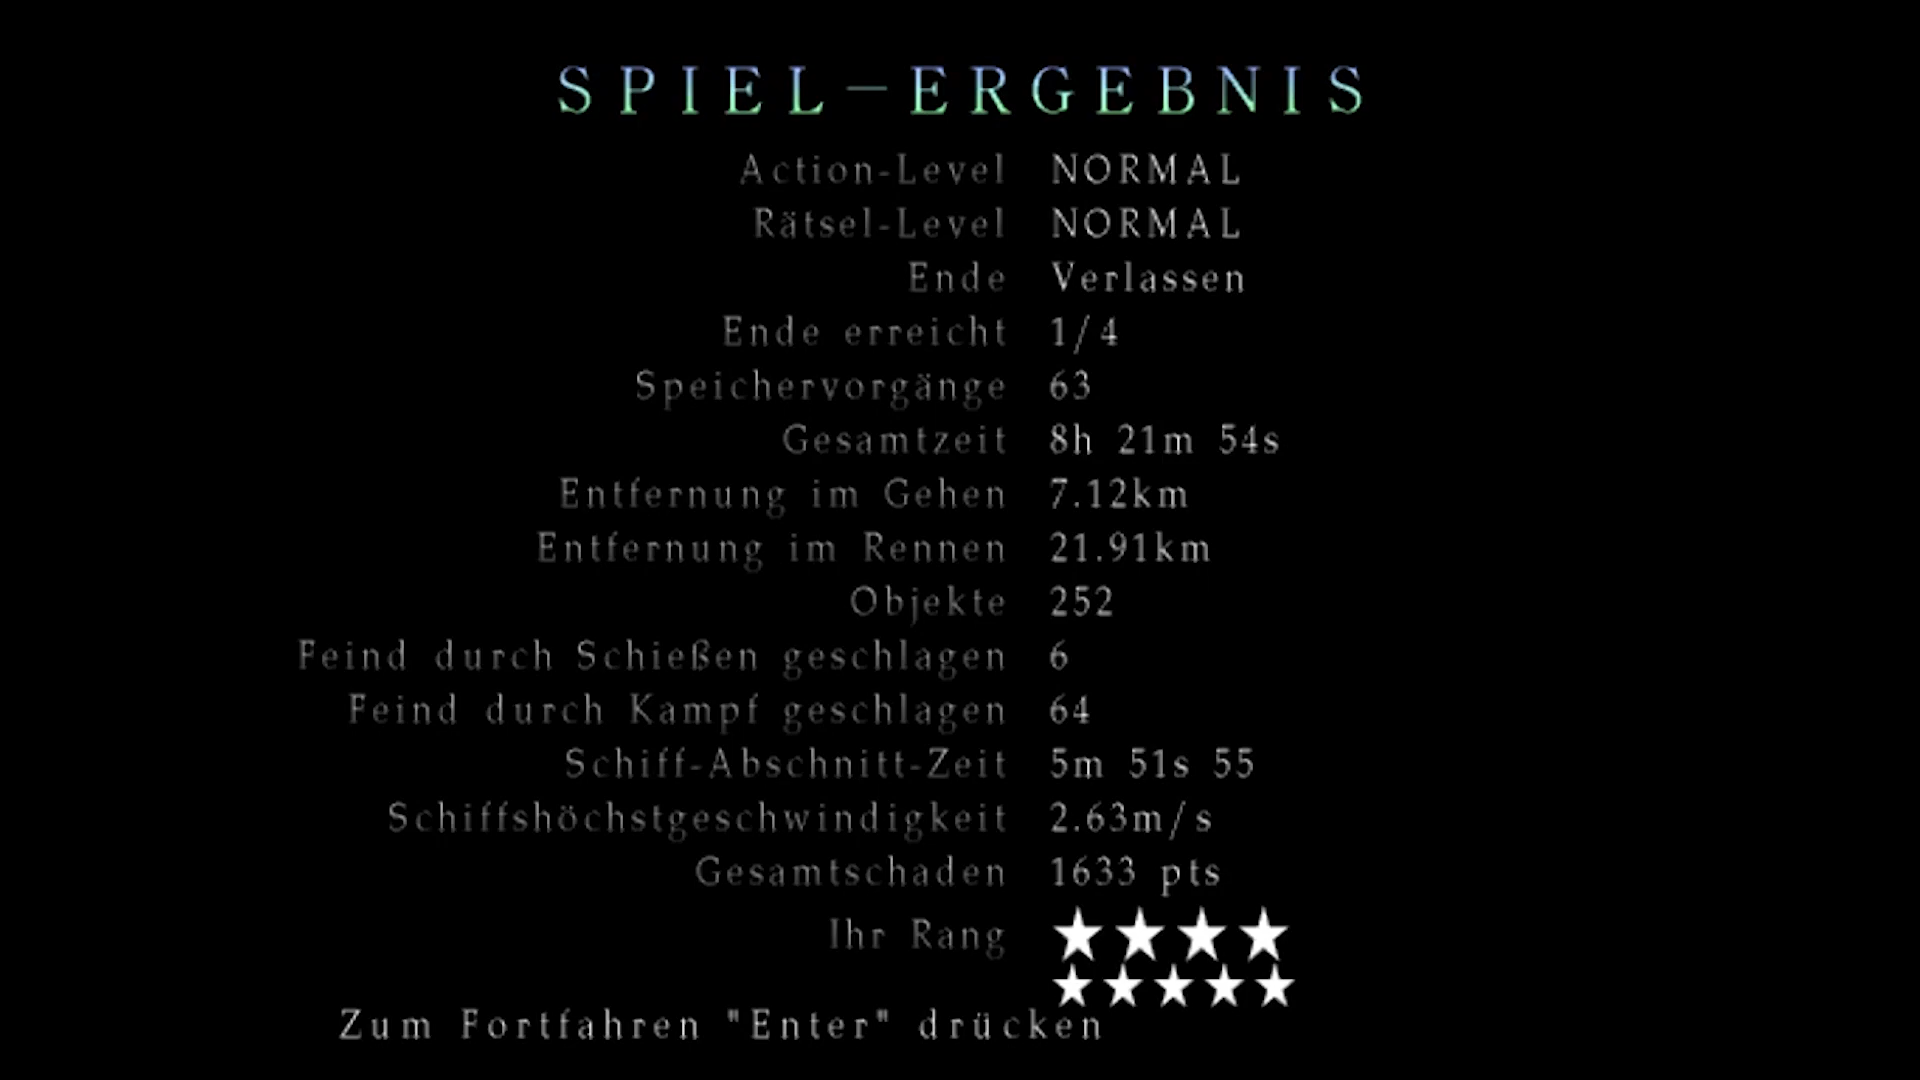 SPIEL–ERGEBNIS
Action-Level NORMAL
Rätsel-Level NORMAL
Ende Verlassen
Ende erreicht 1/4
Speichervorgänge 63
Gesamtzeit 8h 21m 54s
Entfernung im Gehen 7.12km
Entfernung im Rennen 21.91km
Objekte 252
Feind durch Schießen geschlagen 6
Feind durch Kampf geschlagen 64
Schiff-Abschnitt-Zeit 5m 51s 55
Schiffshöchstgeschwindigkeit 2.63m/s
Gesamtschaden 1633 pts
Ihr Rang ★★★★
★★★★★
Zum Fortfahren "Enter" drücken